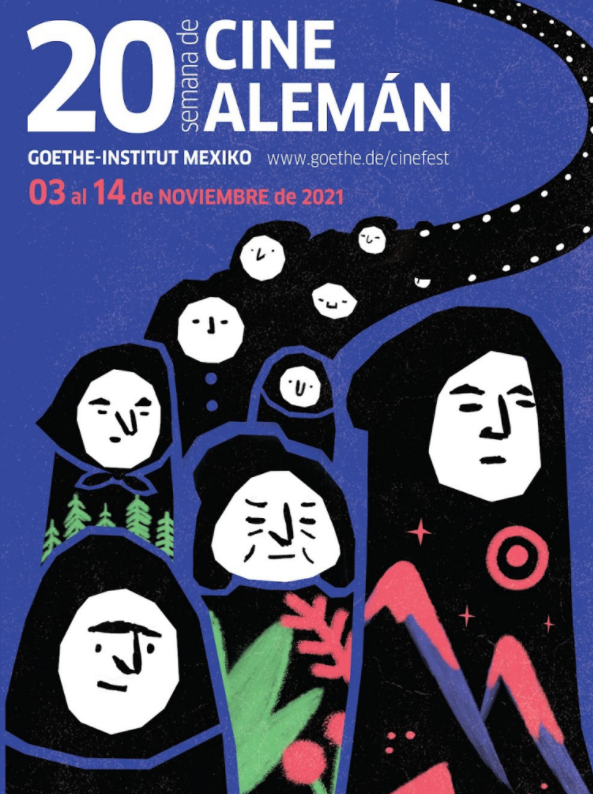 20 semana de CINE
ALEMÁN
GOETHE-INSTITUT MEXIKO www.goethe.de/cinefest
03 al 14 de NOVIEMBRE de 2021